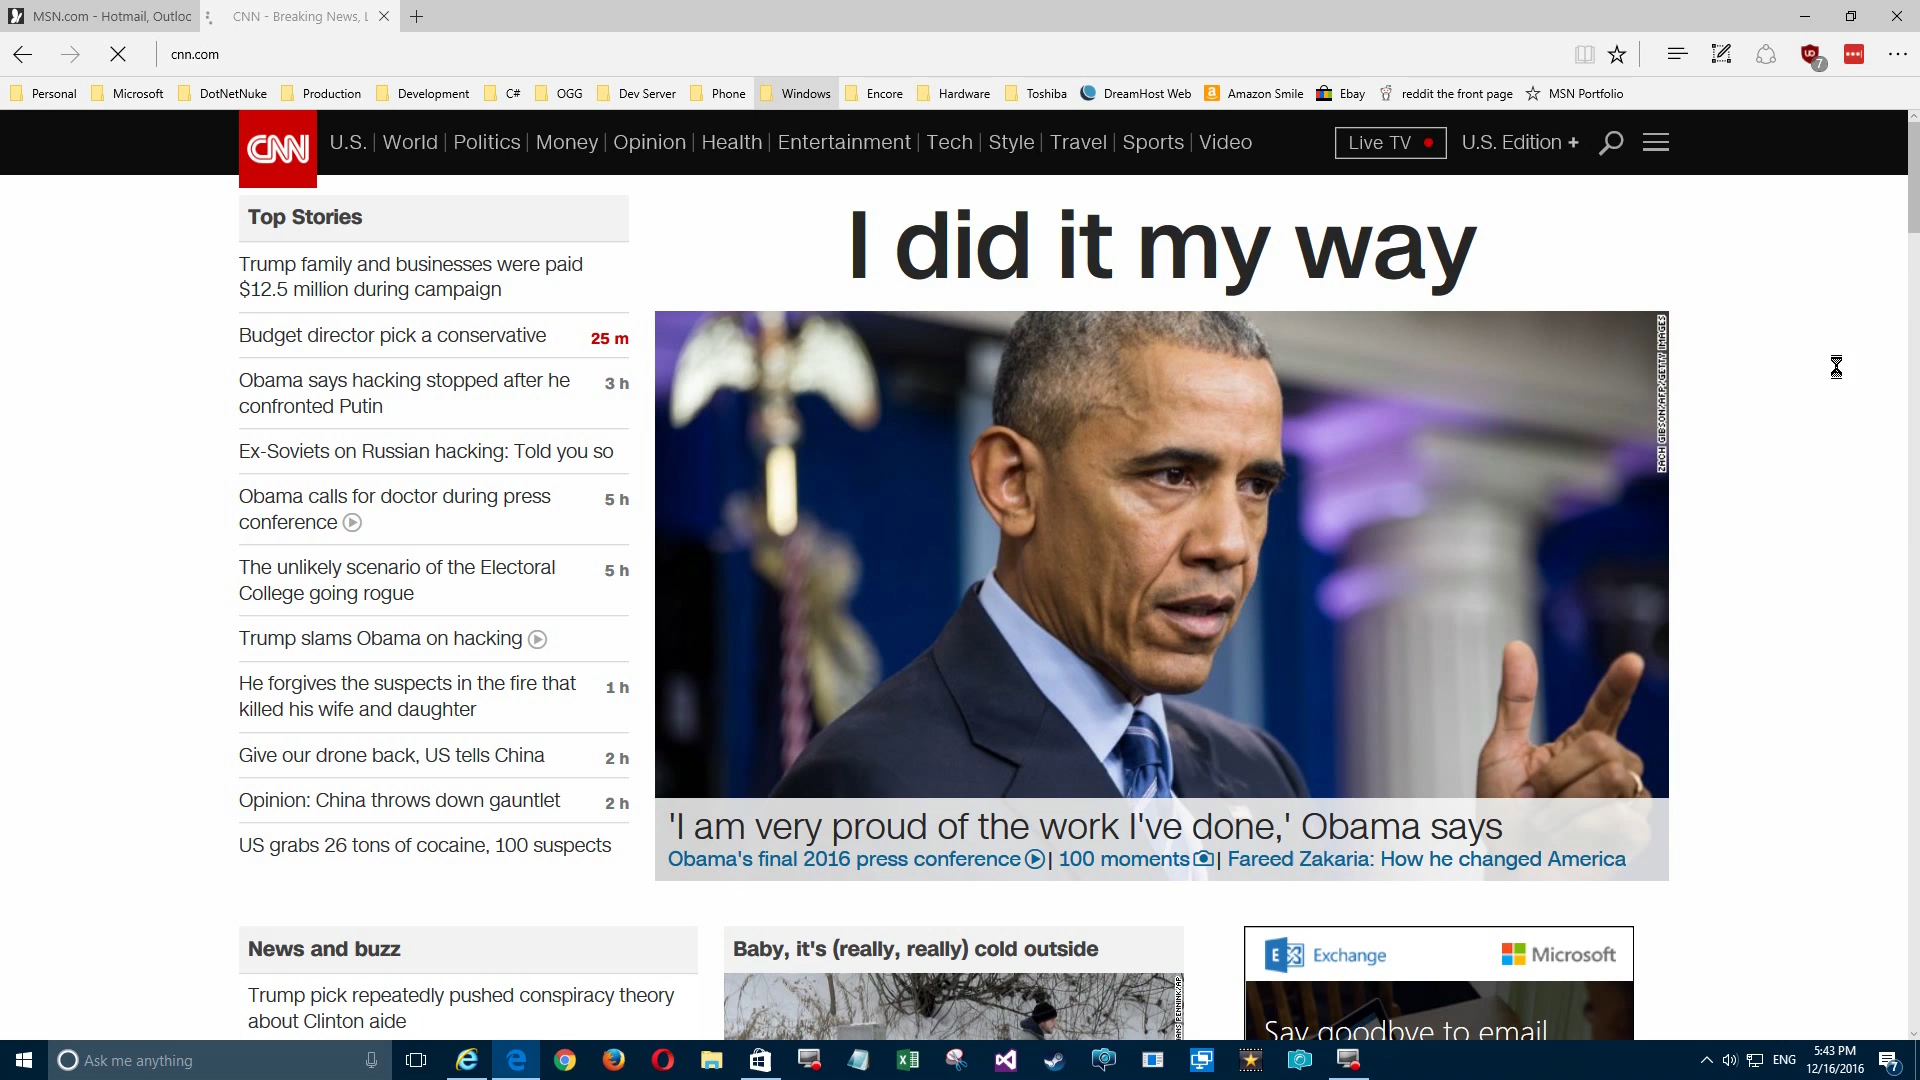 MSN.com - Hotmail, Outloc
CNN - Breaking News, L
cnn.com
7
Personal
Microsoft
DotNetNuke
Production
Development
C#
OGG
Dev Server
Phone
Windows
Encore
Hardware
Toshiba
DreamHost Web
Amazon Smile
Ebay
reddit the front page
MSN Portfolio
CNN
U.S.
World
Politics
Money
Opinion
Health
Entertainment
Tech
Style
Travel
Sports
Video
Live TV
U.S. Edition +
Top Stories
Trump family and businesses were paid
$12.5 million during campaign
Budget director pick a conservative
25 m
Obama says hacking stopped after he
3 h
confronted Putin
Ex-Soviets on Russian hacking: Told you so
Obama calls for doctor during press
5 h
conference
The unlikely scenario of the Electoral
5 h
College going rogue
Trump slams Obama on hacking
He forgives the suspects in the fire that
1 h
killed his wife and daughter
Give our drone back, US tells China
2 h
Opinion: China throws down gauntlet
2 h
US grabs 26 tons of cocaine, 100 suspects
I did it my way
ZACH GIBSON/AFP/GETTY IMAGES
'I am very proud of the work I've done,' Obama says
Obama's final 2016 press conference | 100 moments | Fareed Zakaria: How he changed America
News and buzz
Trump pick repeatedly pushed conspiracy theory
about Clinton aide
Baby, it's (really, really) cold outside
Exchange
Microsoft
Say goodbye to email
Ask me anything
ENG
5:43 PM
12/16/2016
7